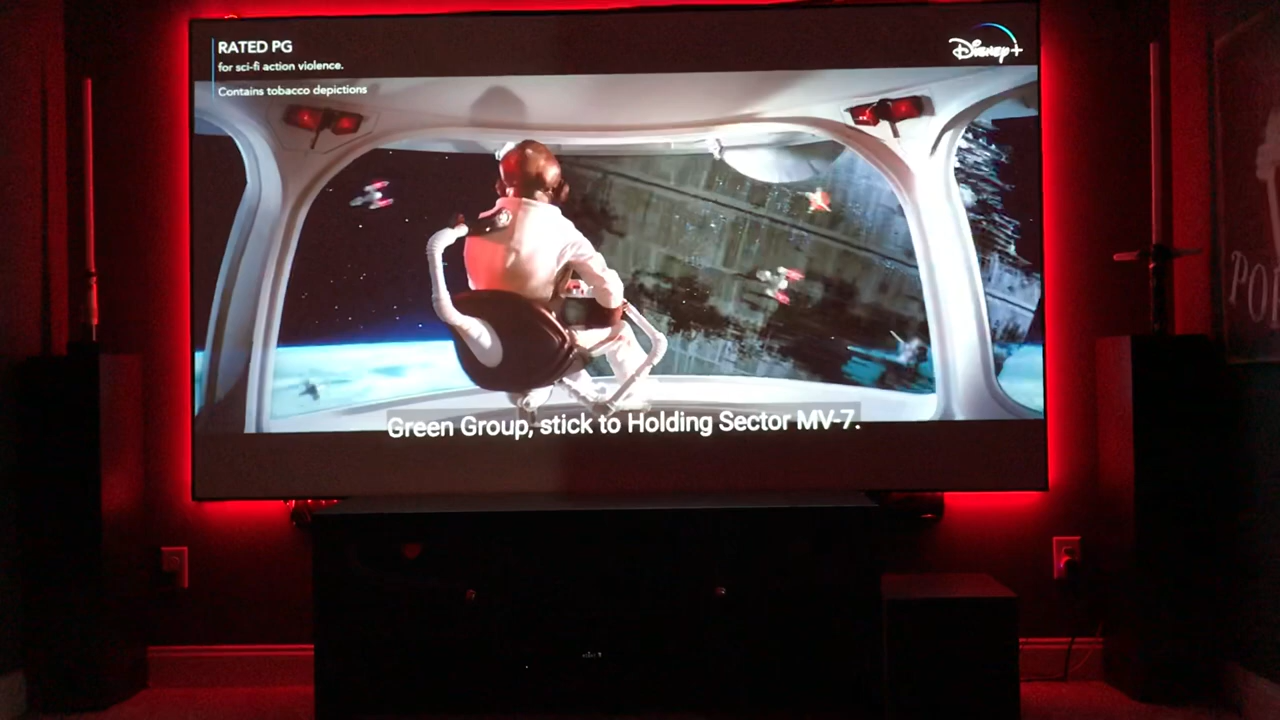 RATED PG
for sci-fi action violence.
Contains tobacco depictions
Disney+
Green Group, stick to Holding Sector MV-7.